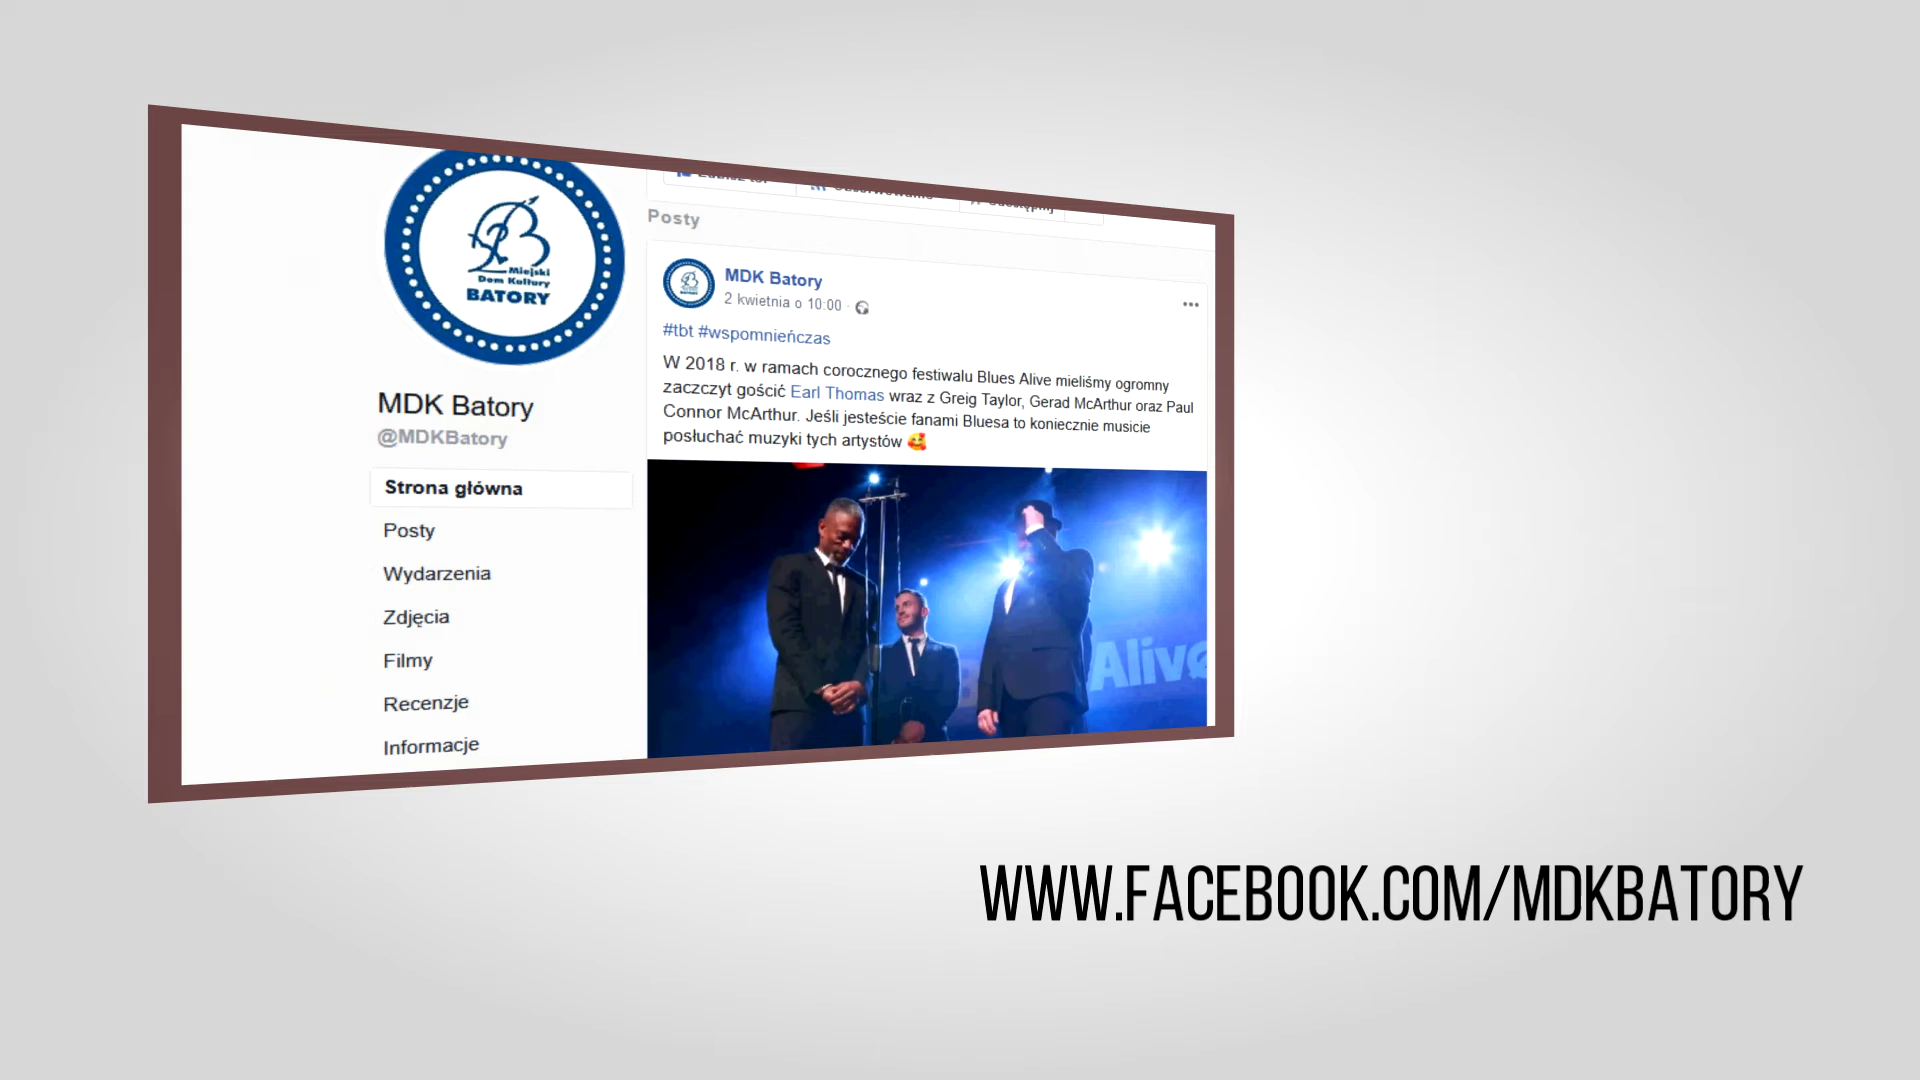 Miejski
Dom Kultury
BATORY
MDK Batory
@MDKBatory
Strona główna
Posty
Wydarzenia
Zdjęcia
Filmy
Recenzje
Informacje
Posty
MDK Batory
2 kwietnia o 10:00 ·
#tbt #wspomnieńczas
W 2018 r. w ramach corocznego festiwalu Blues Alive mieliśmy ogromny
zaczczyt gościć Earl Thomas wraz z Greig Taylor, Gerad McArthur oraz Paul
Connor McArthur. Jeśli jesteście fanami Bluesa to koniecznie musicie
posłuchać muzyki tych artystów
Alive
WWW.FACEBOOK.COM/MDKBATORY